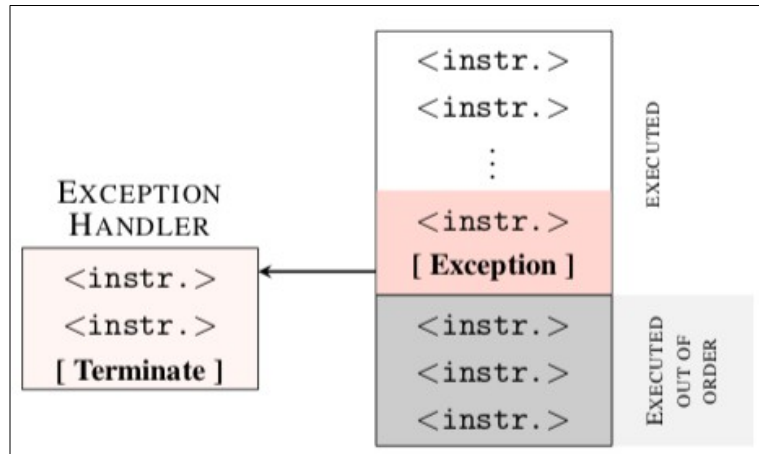 <instr.>
<instr.>
⋮
<instr.>
[ Exception ]
<instr.>
<instr.>
<instr.>
EXECUTED
EXECUTED
OUT OF
ORDER
EXCEPTION
HANDLER
<instr.>
<instr.>
[ Terminate ]